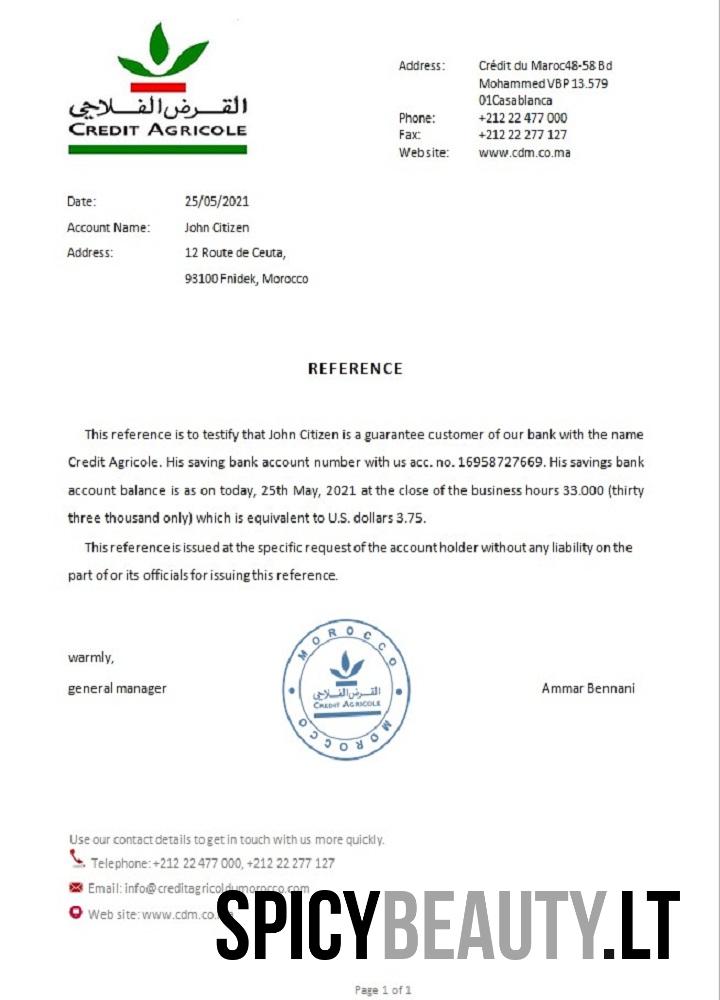 القرض الفلاحي
CREDIT AGRICOLE
Address: Crédit du Maroc48-58 Bd
Mohammed VBP 13.579
01Casablanca
Phone: +212 22 477 000
Fax: +212 22 277 127
Website: www.cdm.co.ma
Date: 25/05/2021
Account Name: John Citizen
Address: 12 Route de Ceuta,
93100 Fnidek, Morocco
REFERENCE
This reference is to testify that John Citizen is a guarantee customer of our bank with the name
Credit Agricole. His saving bank account number with us acc. no. 16958727669. His savings bank
account balance is as on today, 25th May, 2021 at the close of the business hours 33.000 (thirty
three thousand only) which is equivalent to U.S. dollars 3.75.
This reference is issued at the specific request of the account holder without any liability on the
part of or its officials for issuing this reference.
warmly,
general manager
MOROCCO
القرض الفلاحي
CREDIT AGRICOLE
MOROCCO
Ammar Bennani
Use our contact details to get in touch with us more quickly.
Telephone: +212 22 477 000, +212 22 277 127
Email: info@creditagricoldumorocco.com
Web site: www.cdm.co.
SPICYBEAUTY.LT
Page 1 of 1